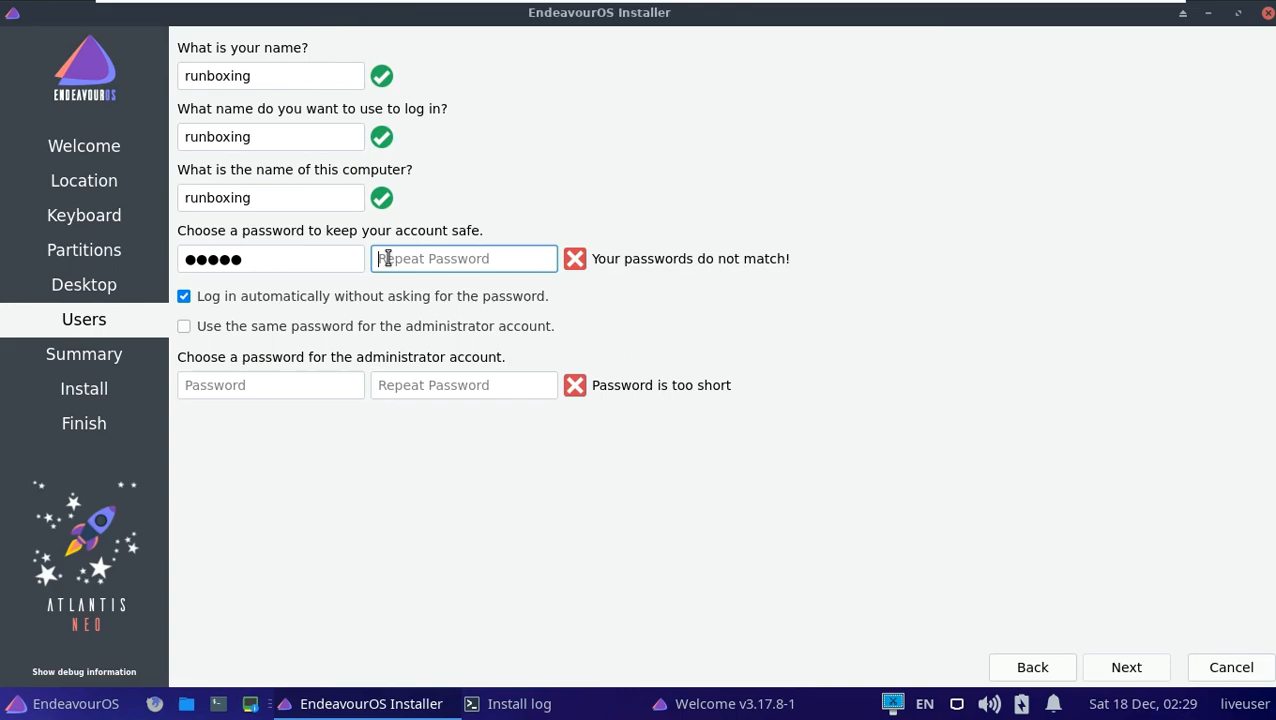 EndeavourOS Installer
ENDEAVOUROS
Welcome
Location
Keyboard
Partitions
Desktop
Users
Summary
Install
Finish
ATLANTIS
NEO
Show debug information
What is your name?
runboxing
What name do you want to use to log in?
runboxing
What is the name of this computer?
runboxing
Choose a password to keep your account safe.
●●●●● Repeat Password Your passwords do not match!
Log in automatically without asking for the password.
Use the same password for the administrator account.
Choose a password for the administrator account.
Password Repeat Password Password is too short
Back Next Cancel
EndeavourOS EndeavourOS Installer Install log Welcome v3.17.8-1 EN Sat 18 Dec, 02:29 liveuser